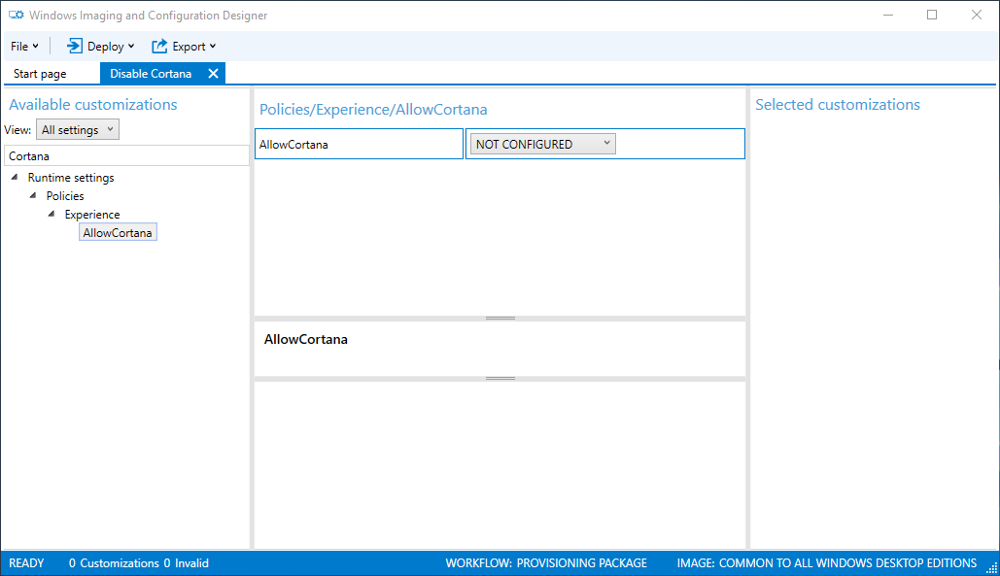 Windows Imaging and Configuration Designer
File Deploy Export
Start page Disable Cortana
Available customizations
View: All settings
Cortana
Runtime settings
Policies
Experience
AllowCortana
Policies/Experience/AllowCortana
AllowCortana NOT CONFIGURED
AllowCortana
Selected customizations
READY 0 Customizations 0 Invalid WORKFLOW: PROVISIONING PACKAGE IMAGE: COMMON TO ALL WINDOWS DESKTOP EDITIONS